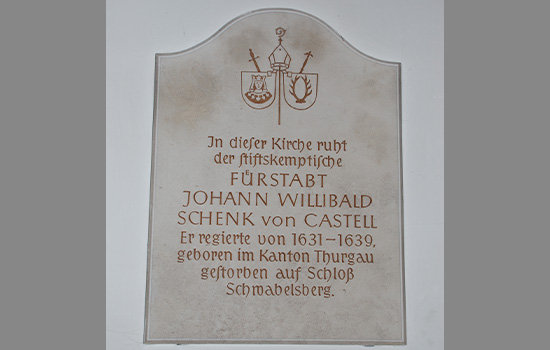 In dieſer Kirche ruht
der ſtiftskemptiſche
FÜRSTABT
JOHANN WILLIBALD
SCHENK von CASTELL
Er regierte von 1631–1639,
geboren im Kanton Thurgau
geſtorben auf Schloß
Schwabelsberg.